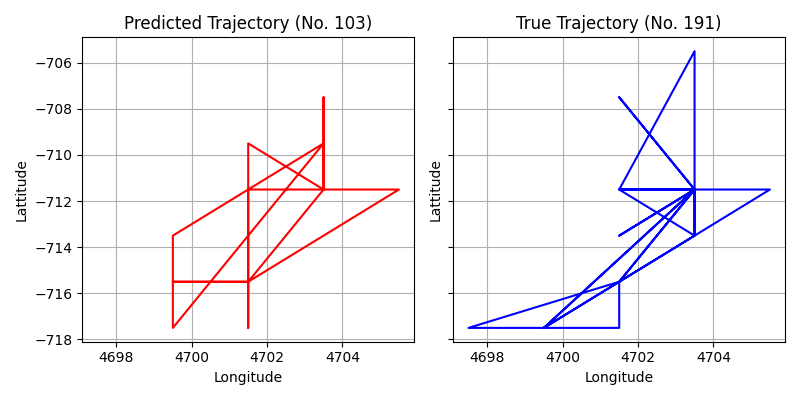 Predicted Trajectory (No. 103)
True Trajectory (No. 191)
−706
−708
−710
−712
−714
−716
−718
Lattitude
Lattitude
4698
4700
4702
4704
4698
4700
4702
4704
Longitude
Longitude